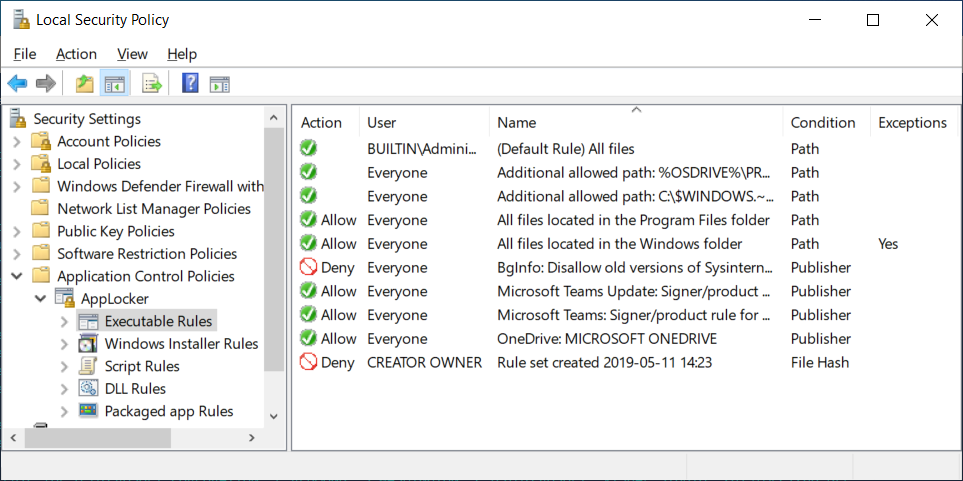 Local Security Policy
File Action View Help
Security Settings
Account Policies
Local Policies
Windows Defender Firewall with
Network List Manager Policies
Public Key Policies
Software Restriction Policies
Application Control Policies
AppLocker
Executable Rules
Windows Installer Rules
Script Rules
DLL Rules
Packaged app Rules
Action User Name Condition Exceptions
BUILTIN\Admini... (Default Rule) All files Path
Everyone Additional allowed path: %OSDRIVE%\PR... Path
Everyone Additional allowed path: C:\$WINDOWS.~... Path
Allow Everyone All files located in the Program Files folder Path
Allow Everyone All files located in the Windows folder Path Yes
Deny Everyone BgInfo: Disallow old versions of Sysintern... Publisher
Allow Everyone Microsoft Teams Update: Signer/product ... Publisher
Allow Everyone Microsoft Teams: Signer/product rule for ... Publisher
Allow Everyone OneDrive: MICROSOFT ONEDRIVE Publisher
Deny CREATOR OWNER Rule set created 2019-05-11 14:23 File Hash